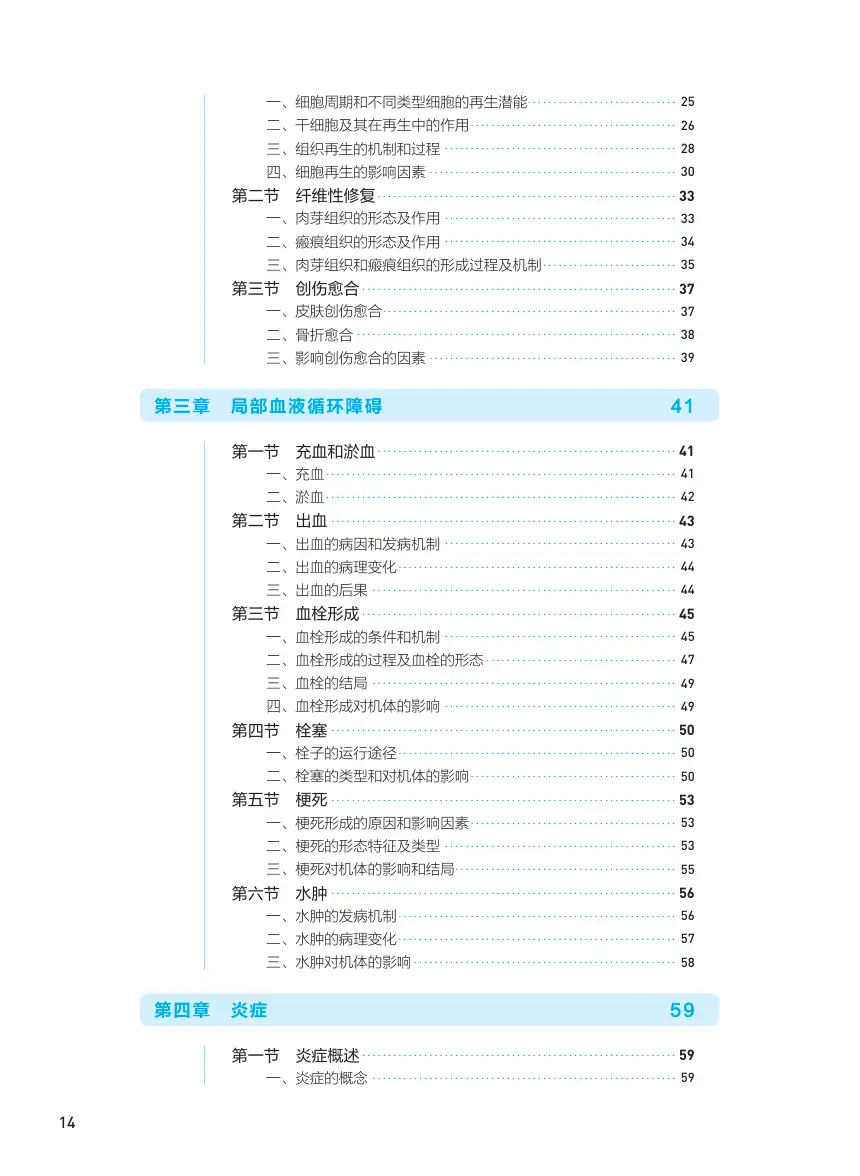 一、细胞周期和不同类型细胞的再生潜能 25
二、干细胞及其在再生中的作用 26
三、组织再生的机制和过程 28
四、细胞再生的影响因素 30
第二节 纤维性修复 33
一、肉芽组织的形态及作用 33
二、瘢痕组织的形态及作用 34
三、肉芽组织和瘢痕组织的形成过程及机制 35
第三节 创伤愈合 37
一、皮肤创伤愈合 37
二、骨折愈合 38
三、影响创伤愈合的因素 39
第三章 局部血液循环障碍 41
第一节 充血和淤血 41
一、充血 41
二、淤血 42
第二节 出血 43
一、出血的病因和发病机制 43
二、出血的病理变化 44
三、出血的后果 44
第三节 血栓形成 45
一、血栓形成的条件和机制 45
二、血栓形成的过程及血栓的形态 47
三、血栓的结局 49
四、血栓形成对机体的影响 49
第四节 栓塞 50
一、栓子的运行途径 50
二、栓塞的类型和对机体的影响 50
第五节 梗死 53
一、梗死形成的原因和影响因素 53
二、梗死的形态特征及类型 53
三、梗死对机体的影响和结局 55
第六节 水肿 56
一、水肿的发病机制 56
二、水肿的病理变化 57
三、水肿对机体的影响 58
第四章 炎症 59
第一节 炎症概述 59
一、炎症的概念 59
14